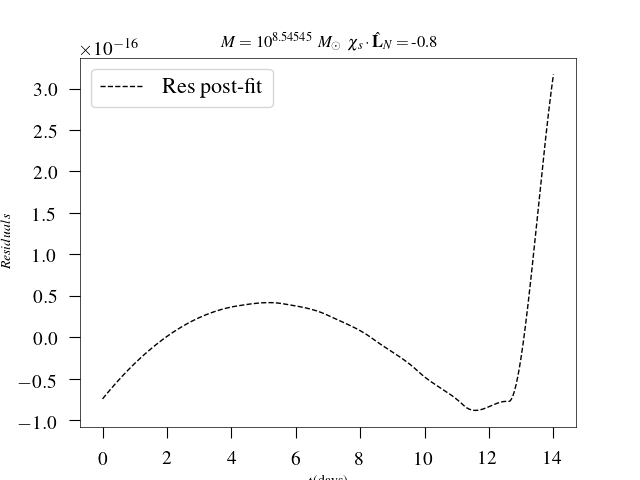 ×10⁻¹⁶ M = 10^8.54545 M☉ χₛ · L̂_N = -0.8
Res post-fit
3.0
2.5
2.0
1.5
1.0
0.5
0.0
−0.5
−1.0
Residuals
0 2 4 6 8 10 12 14
t(days)